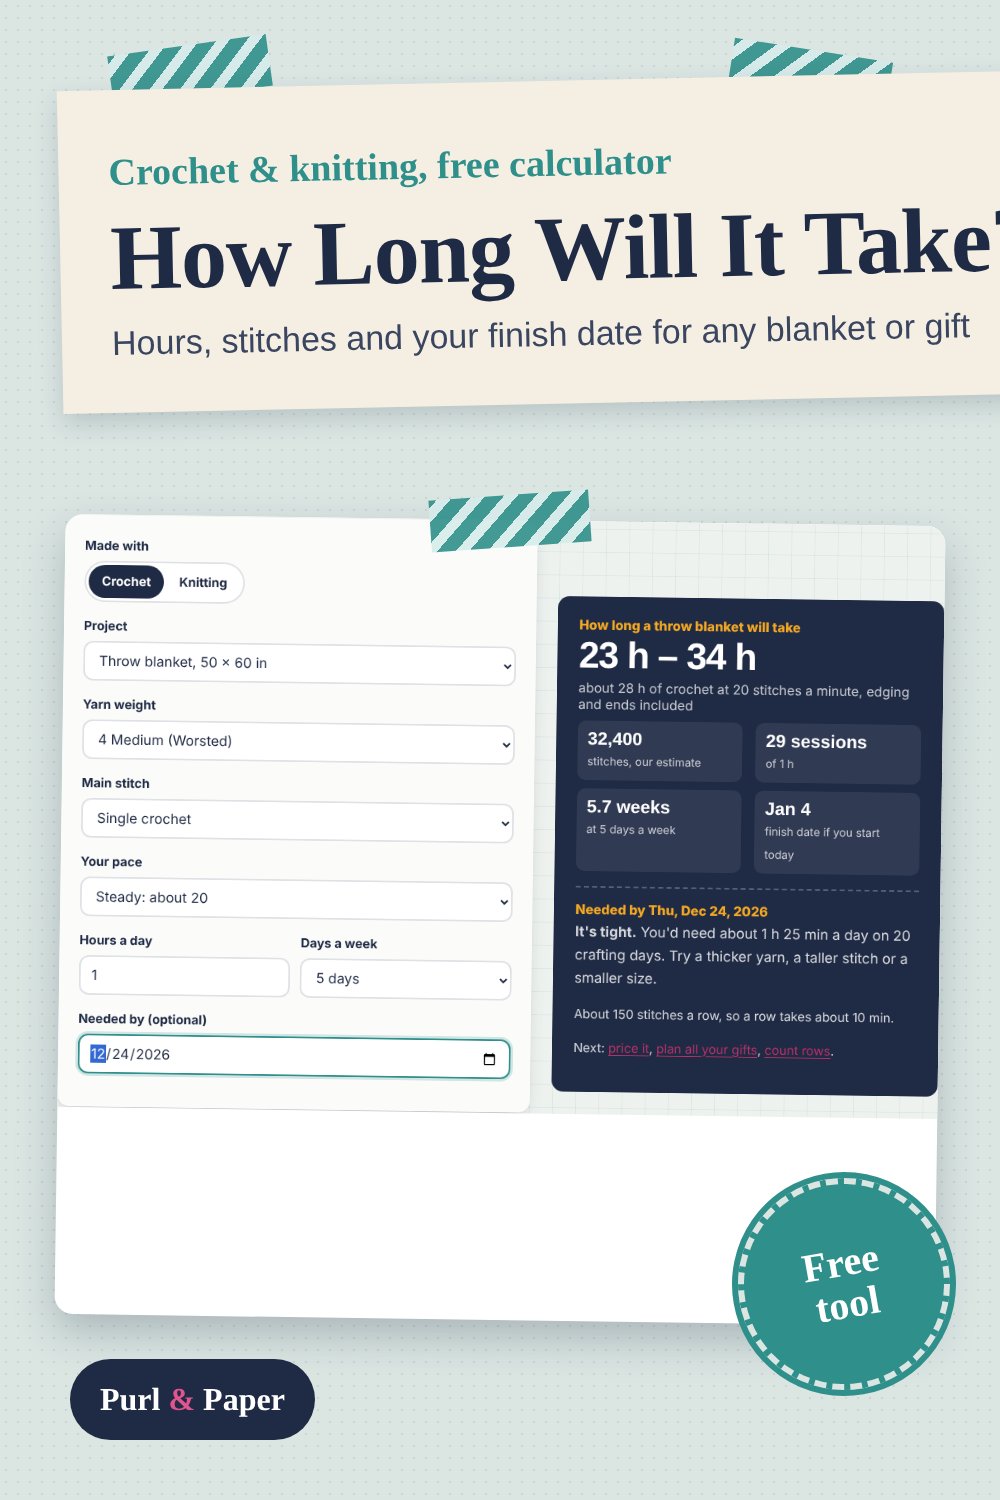 Crochet & knitting, free calculator
How Long Will It Take?
Hours, stitches and your finish date for any blanket or gift
Made with
Crochet Knitting
Project
Throw blanket, 50 × 60 in
Yarn weight
4 Medium (Worsted)
Main stitch
Single crochet
Your pace
Steady: about 20
Hours a day
Days a week
1
5 days
Needed by (optional)
12/24/2026
How long a throw blanket will take
23 h – 34 h
about 28 h of crochet at 20 stitches a minute, edging
and ends included
32,400
stitches, our estimate
29 sessions
of 1 h
5.7 weeks
at 5 days a week
Jan 4
finish date if you start
today
Needed by Thu, Dec 24, 2026
It's tight. You'd need about 1 h 25 min a day on 20
crafting days. Try a thicker yarn, a taller stitch or a
smaller size.
About 150 stitches a row, so a row takes about 10 min.
Next: price it, plan all your gifts, count rows.
Free
tool
Purl & Paper